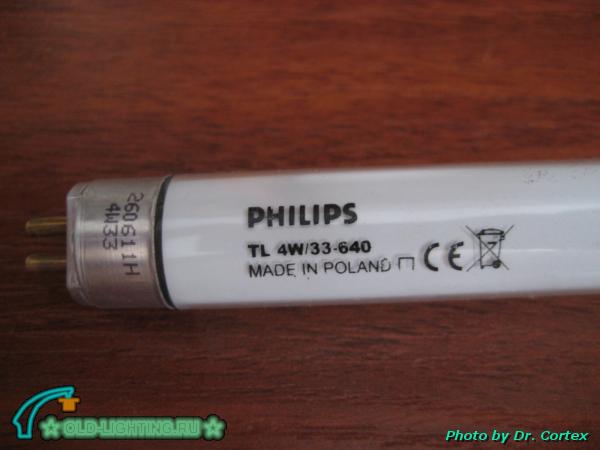 260611H
4W33
PHILIPS
TL 4W/33-640
MADE IN POLAND
CE
OLD-LIGHTING.RU
Photo by Dr. Cortex